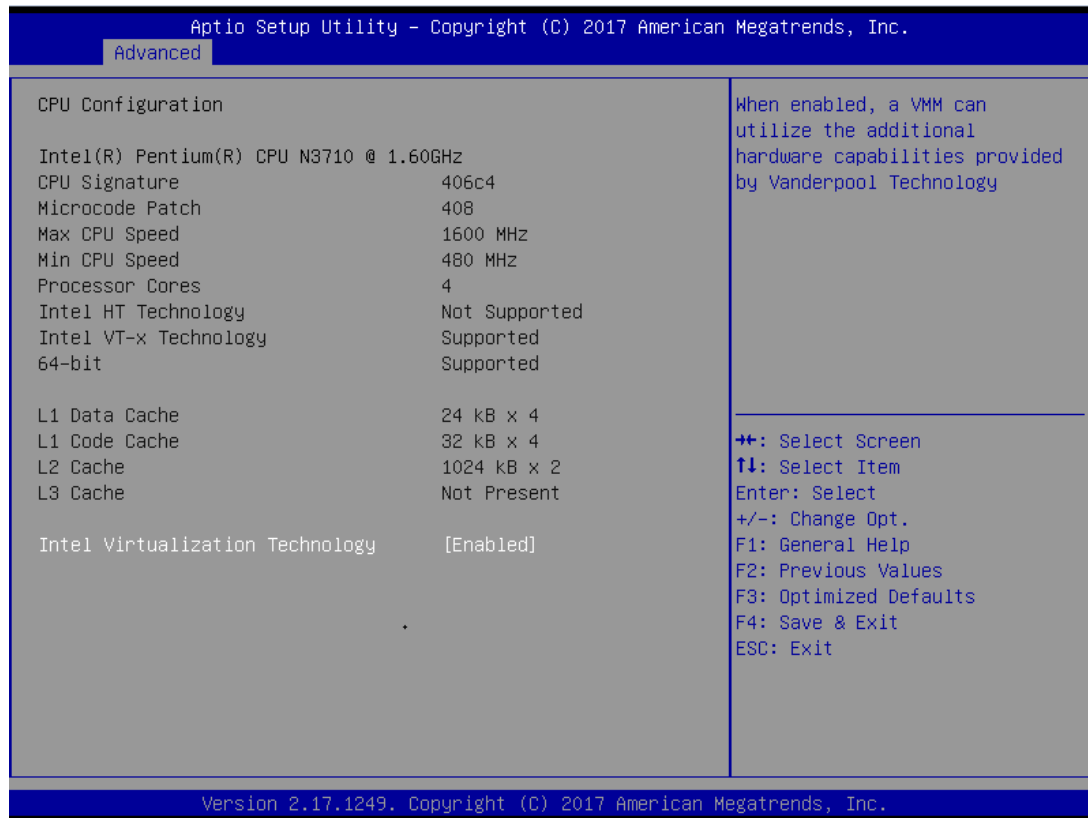 Aptio Setup Utility – Copyright (C) 2017 American Megatrends, Inc.
Advanced
CPU Configuration
Intel(R) Pentium(R) CPU N3710 @ 1.60GHz
CPU Signature 406c4
Microcode Patch 408
Max CPU Speed 1600 MHz
Min CPU Speed 480 MHz
Processor Cores 4
Intel HT Technology Not Supported
Intel VT-x Technology Supported
64-bit Supported
L1 Data Cache 24 kB x 4
L1 Code Cache 32 kB x 4
L2 Cache 1024 kB x 2
L3 Cache Not Present
Intel Virtualization Technology [Enabled]
When enabled, a VMM can
utilize the additional
hardware capabilities provided
by Vanderpool Technology
→←: Select Screen
↑↓: Select Item
Enter: Select
+/-: Change Opt.
F1: General Help
F2: Previous Values
F3: Optimized Defaults
F4: Save & Exit
ESC: Exit
Version 2.17.1249. Copyright (C) 2017 American Megatrends, Inc.